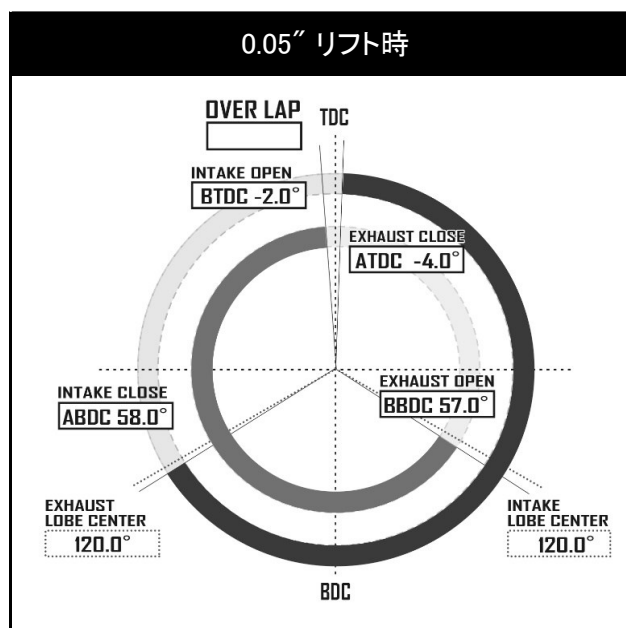 0.05″ リフト時
OVER LAP
TDC
INTAKE OPEN
BTDC -2.0°
EXHAUST CLOSE
ATDC -4.0°
INTAKE CLOSE
ABDC 58.0°
EXHAUST OPEN
BBDC 57.0°
EXHAUST
LOBE CENTER
120.0°
INTAKE
LOBE CENTER
120.0°
BDC